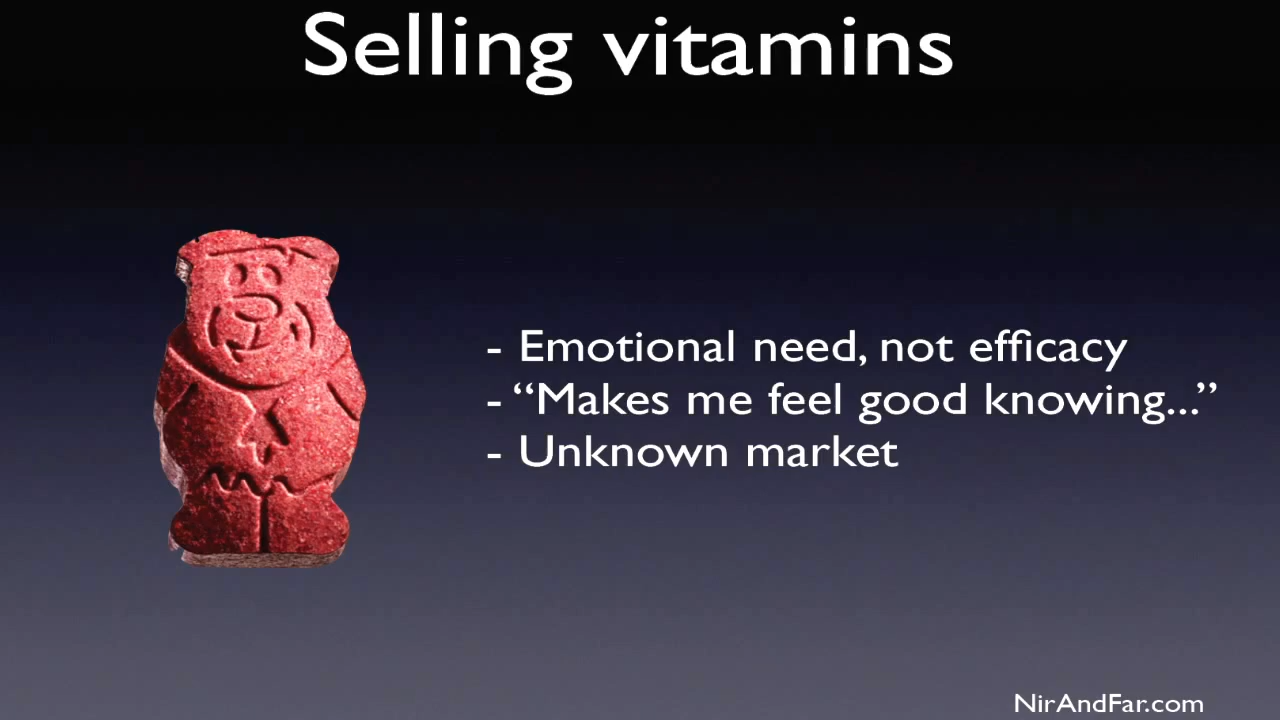 Selling vitamins
- Emotional need, not efficacy
- “Makes me feel good knowing...”
- Unknown market
NirAndFar.com